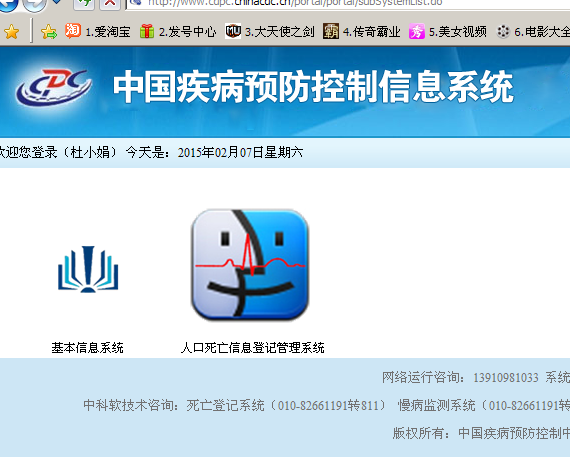 http://www.cdpc.chinacdc.cn/portal/portal/subSystemList.do
1.爱淘宝 2.发号中心 3.大天使之剑 4.传奇霸业 5.美女视频 6.电影大全
CDC 中国疾病预防控制信息系统
欢迎您登录（杜小娟） 今天是：2015年02月07日星期六
基本信息系统 人口死亡信息登记管理系统
网络运行咨询：13910981033 系统
中科软技术咨询：死亡登记系统（010-82661191转811） 慢病监测系统（010-82661191转
版权所有：中国疾病预防控制中